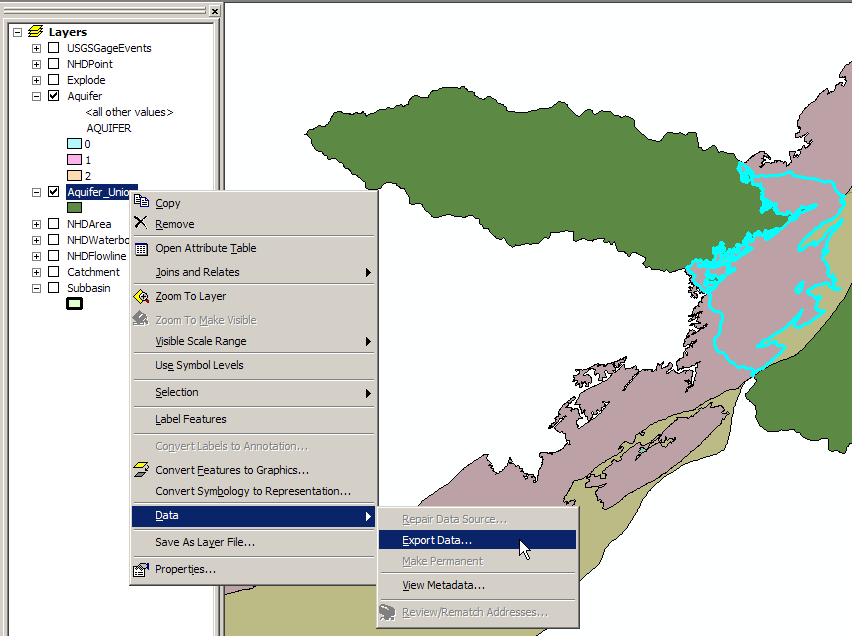 Layers
USGSGageEvents
NHDPoint
Explode
Aquifer
<all other values>
AQUIFER
0
1
2
Aquifer_Union
NHDArea
NHDWaterbo
NHDFlowline
Catchment
Subbasin
Copy
Remove
Open Attribute Table
Joins and Relates
Zoom To Layer
Zoom To Make Visible
Visible Scale Range
Use Symbol Levels
Selection
Label Features
Convert Labels to Annotation...
Convert Features to Graphics...
Convert Symbology to Representation...
Data
Save As Layer File...
Properties...
Repair Data Source...
Export Data...
Make Permanent
View Metadata...
Review/Rematch Addresses...